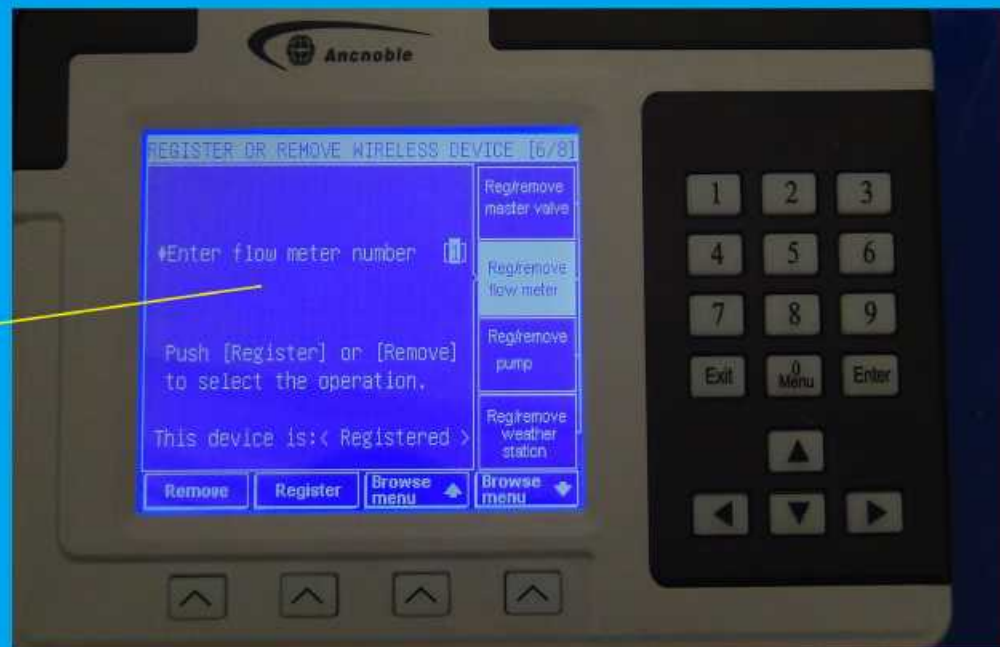 Ancnoble
REGISTER OR REMOVE WIRELESS DEVICE [6/8]
♦Enter flow meter number [1]
Push [Register] or [Remove]
to select the operation.
This device is:< Registered >
Reg/remove
master valve
Reg/remove
flow meter
Reg/remove
pump
Reg/remove
weather
station
Remove
Register
Browse
menu
Browse
menu
1 2 3
4 5 6
7 8 9
Exit
0
Menu
Enter